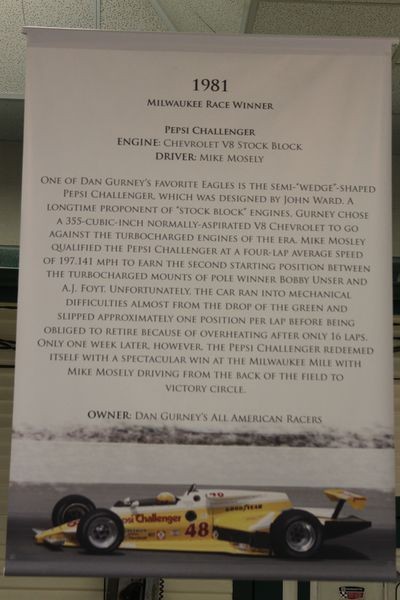 1981
Milwaukee Race Winner
Pepsi Challenger
Engine: Chevrolet V8 Stock Block
Driver: Mike Mosely
One of Dan Gurney's favorite Eagles is the semi-"wedge"-shaped
Pepsi Challenger, which was designed by John Ward. A
longtime proponent of "stock block" engines, Gurney chose
a 355-cubic-inch normally-aspirated V8 Chevrolet to go
against the turbocharged engines of the era. Mike Mosley
qualified the Pepsi Challenger at a four-lap average speed
of 197.141 mph to earn the second starting position between
the turbocharged mounts of pole winner Bobby Unser and
A.J. Foyt. Unfortunately, the car ran into mechanical
difficulties almost from the drop of the green and
slipped approximately one position per lap before being
obliged to retire because of overheating after only 16 laps.
Only one week later, however, the Pepsi Challenger redeemed
itself with a spectacular win at the Milwaukee Mile with
Mike Mosely driving from the back of the field to
victory circle.
Owner: Dan Gurney's All American Racers
48
GOODYEAR
psi Challenger
48